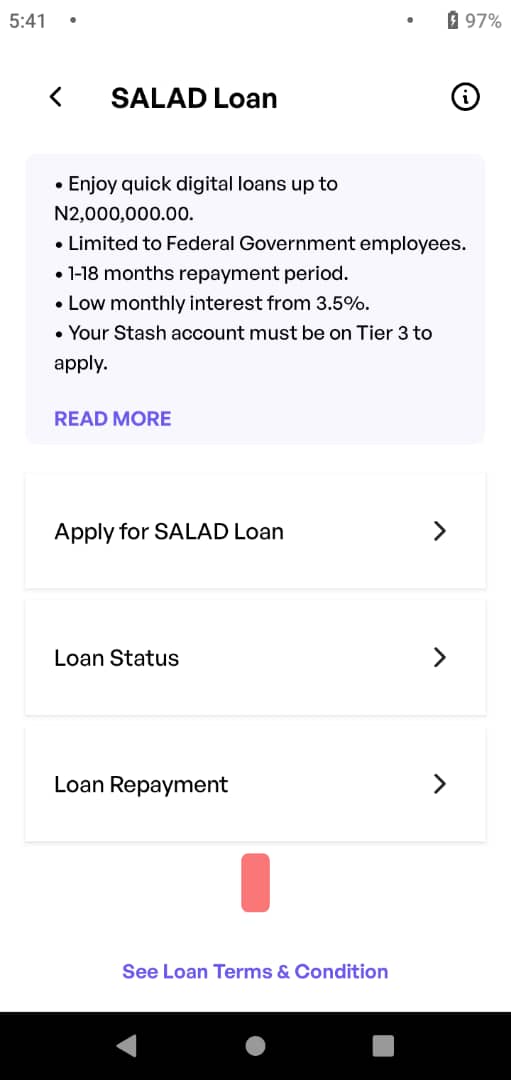 5:41
97%
SALAD Loan
• Enjoy quick digital loans up to
N2,000,000.00.
• Limited to Federal Government employees.
• 1-18 months repayment period.
• Low monthly interest from 3.5%.
• Your Stash account must be on Tier 3 to
apply.
READ MORE
Apply for SALAD Loan
Loan Status
Loan Repayment
See Loan Terms & Condition